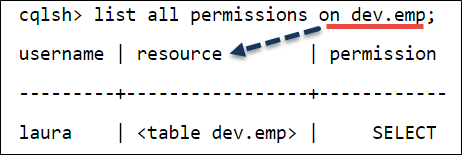 cqlsh> list all permissions on dev.emp;
username | resource | permission
---------+-----------------+------------
laura | <table dev.emp> | SELECT